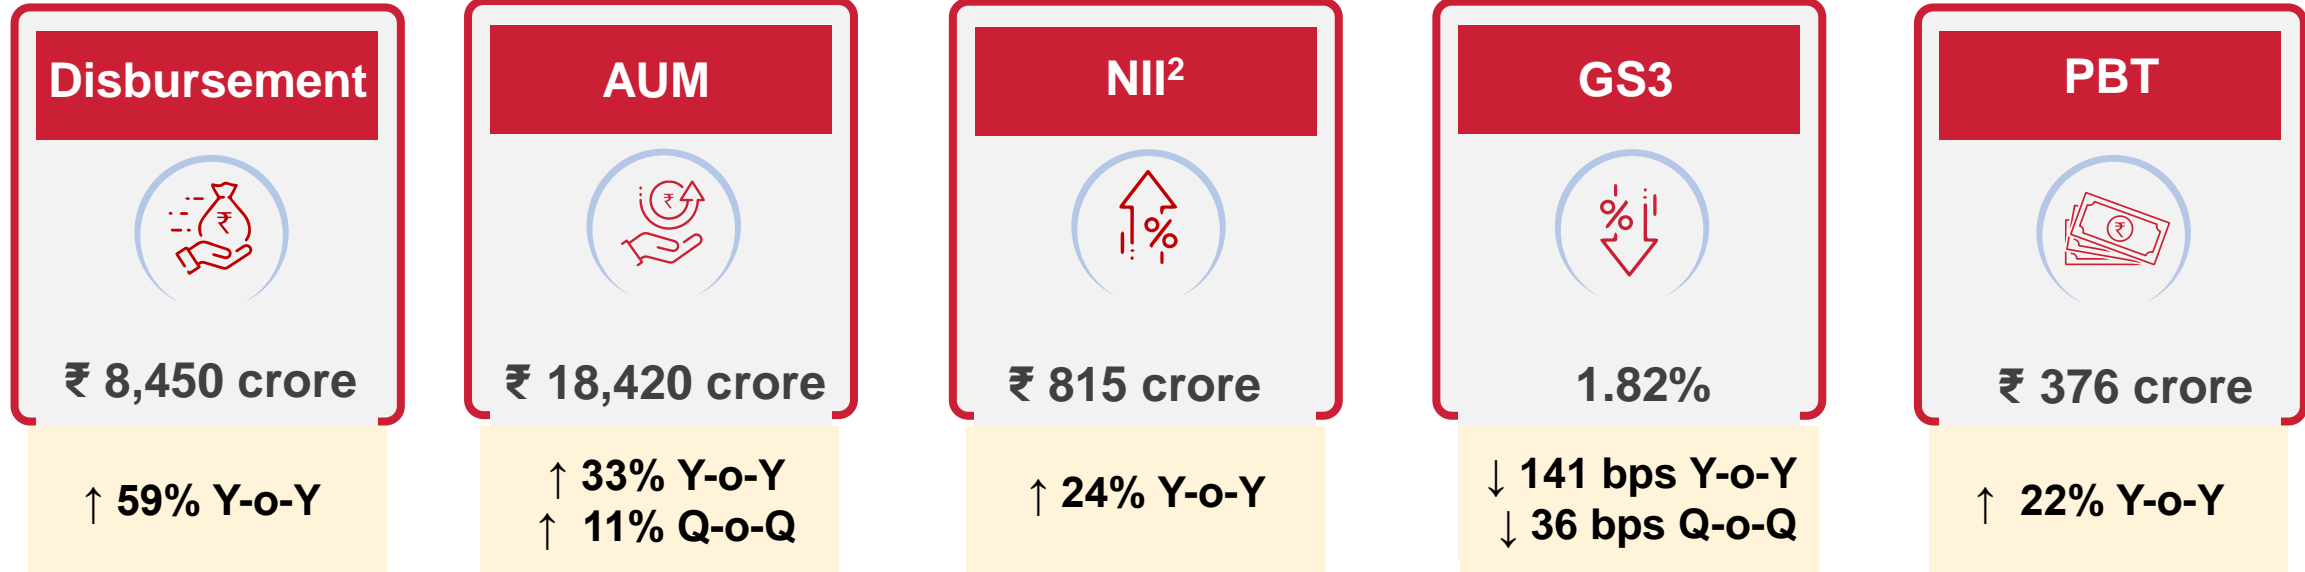 Disbursement
₹ 8,450 crore
↑ 59% Y-o-Y
AUM
₹ 18,420 crore
↑ 33% Y-o-Y
↑ 11% Q-o-Q
NII²
₹ 815 crore
↑ 24% Y-o-Y
GS3
1.82%
↓ 141 bps Y-o-Y
↓ 36 bps Q-o-Q
PBT
₹ 376 crore
↑ 22% Y-o-Y